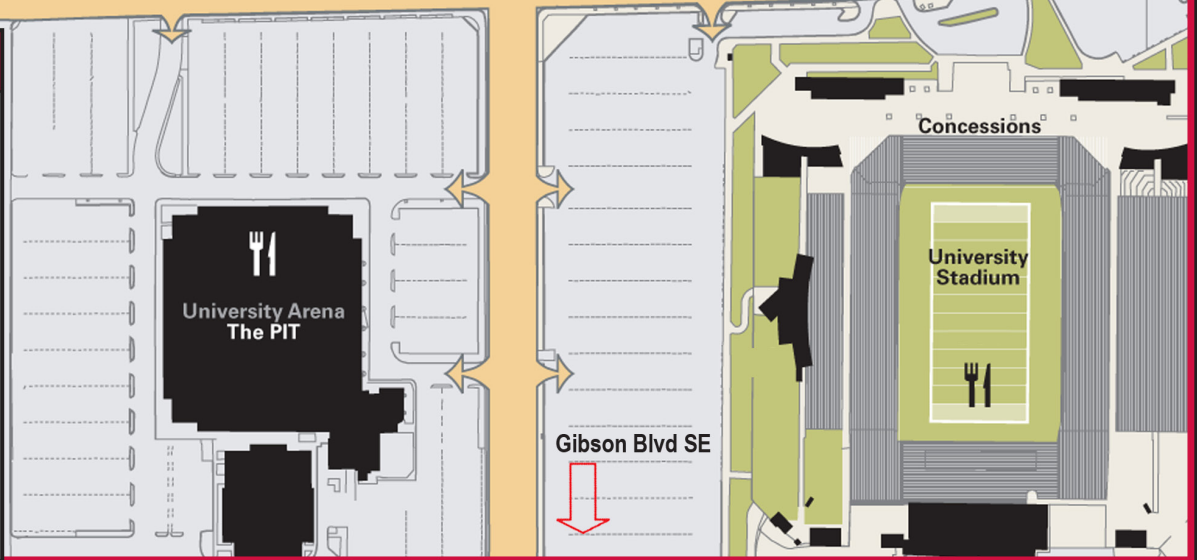 Concessions
University
Stadium
University Arena
The PIT
Gibson Blvd SE